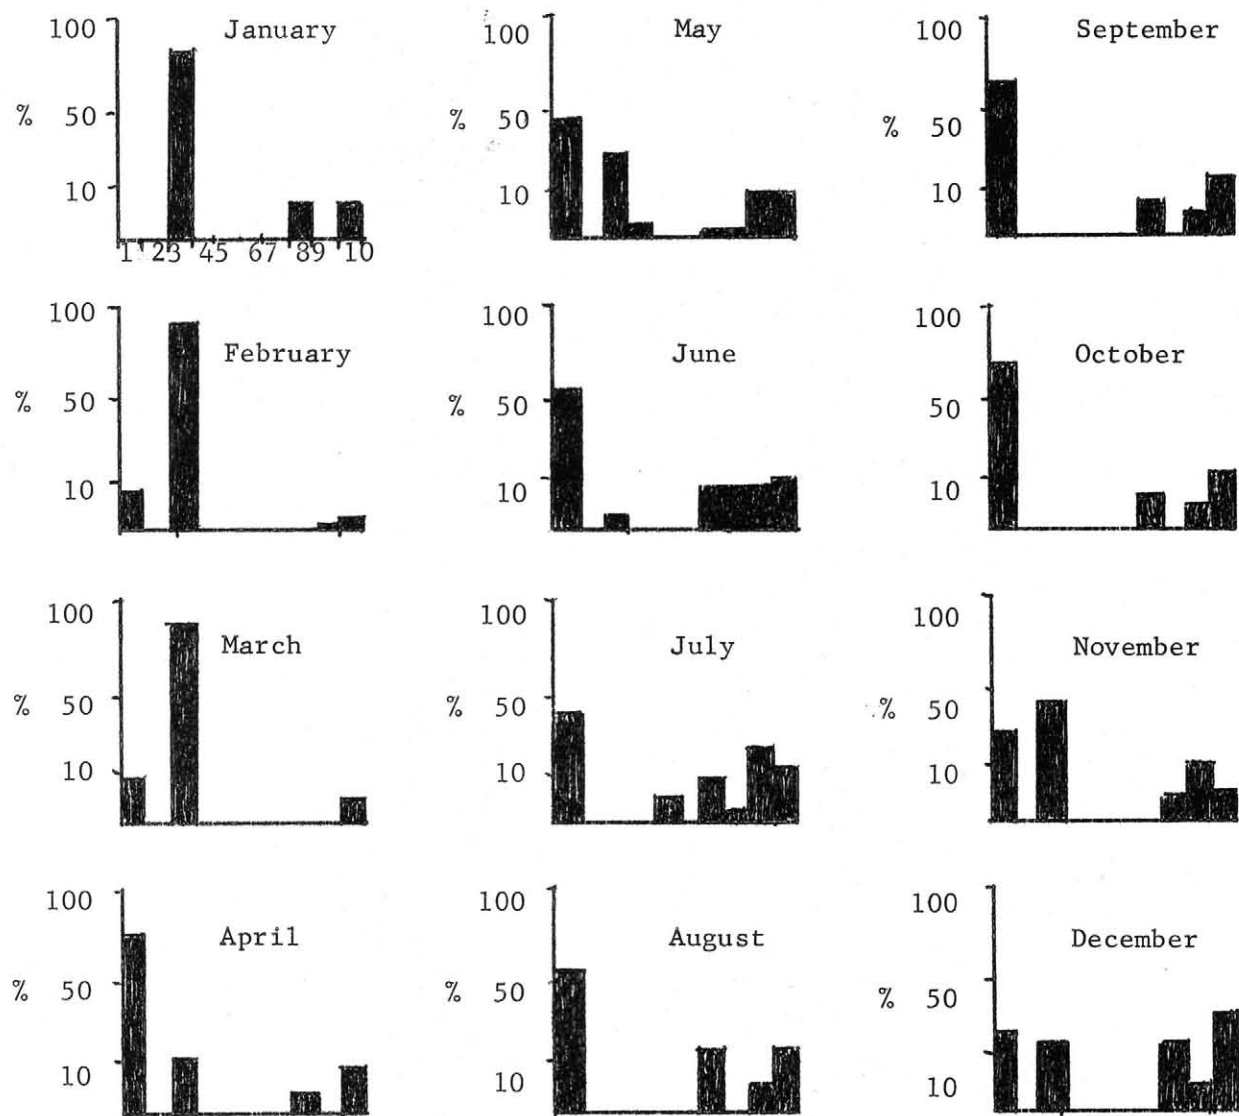 100 January
% 50
10
1 23 45 67 89 10
100 May
% 50
10
100 September
% 50
10
100 February
% 50
10
100 June
% 50
10
100 October
% 50
10
100 March
% 50
10
100 July
% 50
10
100 November
% 50
10
100 April
% 50
10
100 August
% 50
10
100 December
% 50
10